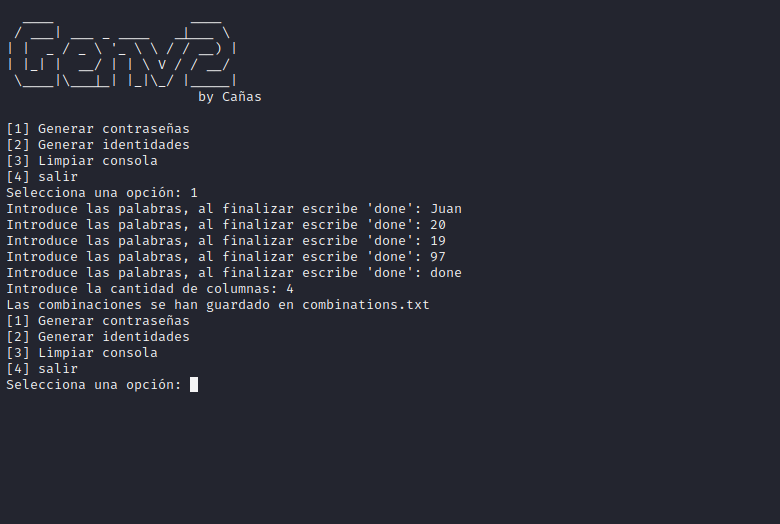 GenV2
by Cañas
[1] Generar contraseñas
[2] Generar identidades
[3] Limpiar consola
[4] salir
Selecciona una opción: 1
Introduce las palabras, al finalizar escribe 'done': Juan
Introduce las palabras, al finalizar escribe 'done': 20
Introduce las palabras, al finalizar escribe 'done': 19
Introduce las palabras, al finalizar escribe 'done': 97
Introduce las palabras, al finalizar escribe 'done': done
Introduce la cantidad de columnas: 4
Las combinaciones se han guardado en combinations.txt
[1] Generar contraseñas
[2] Generar identidades
[3] Limpiar consola
[4] salir
Selecciona una opción: